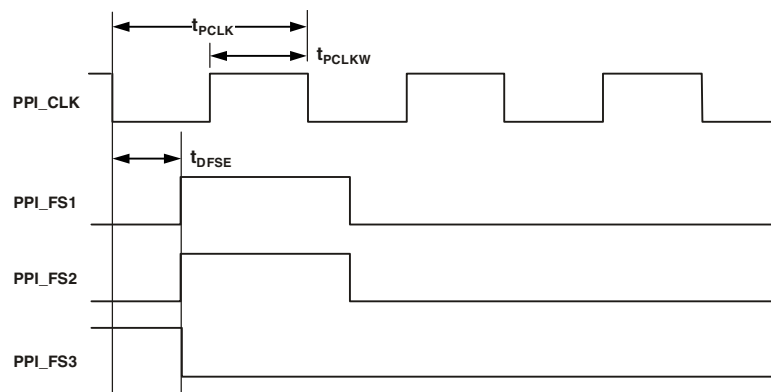 tPCLK
tPCLKW
PPI_CLK
tDFSE
PPI_FS1
PPI_FS2
PPI_FS3